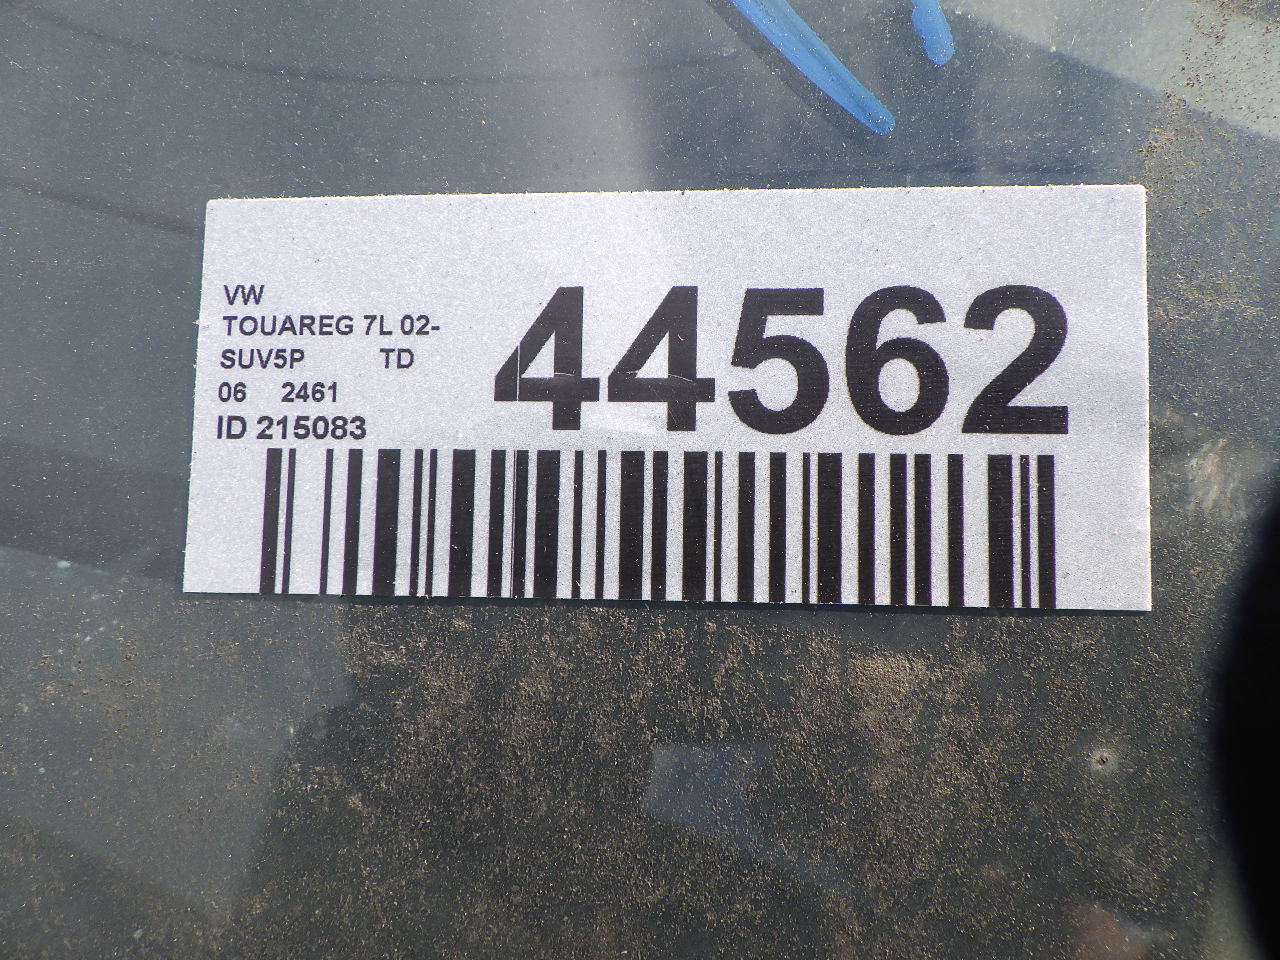 VW
TOUAREG 7L 02-
SUV5P TD
06 2461
ID 215083
44562